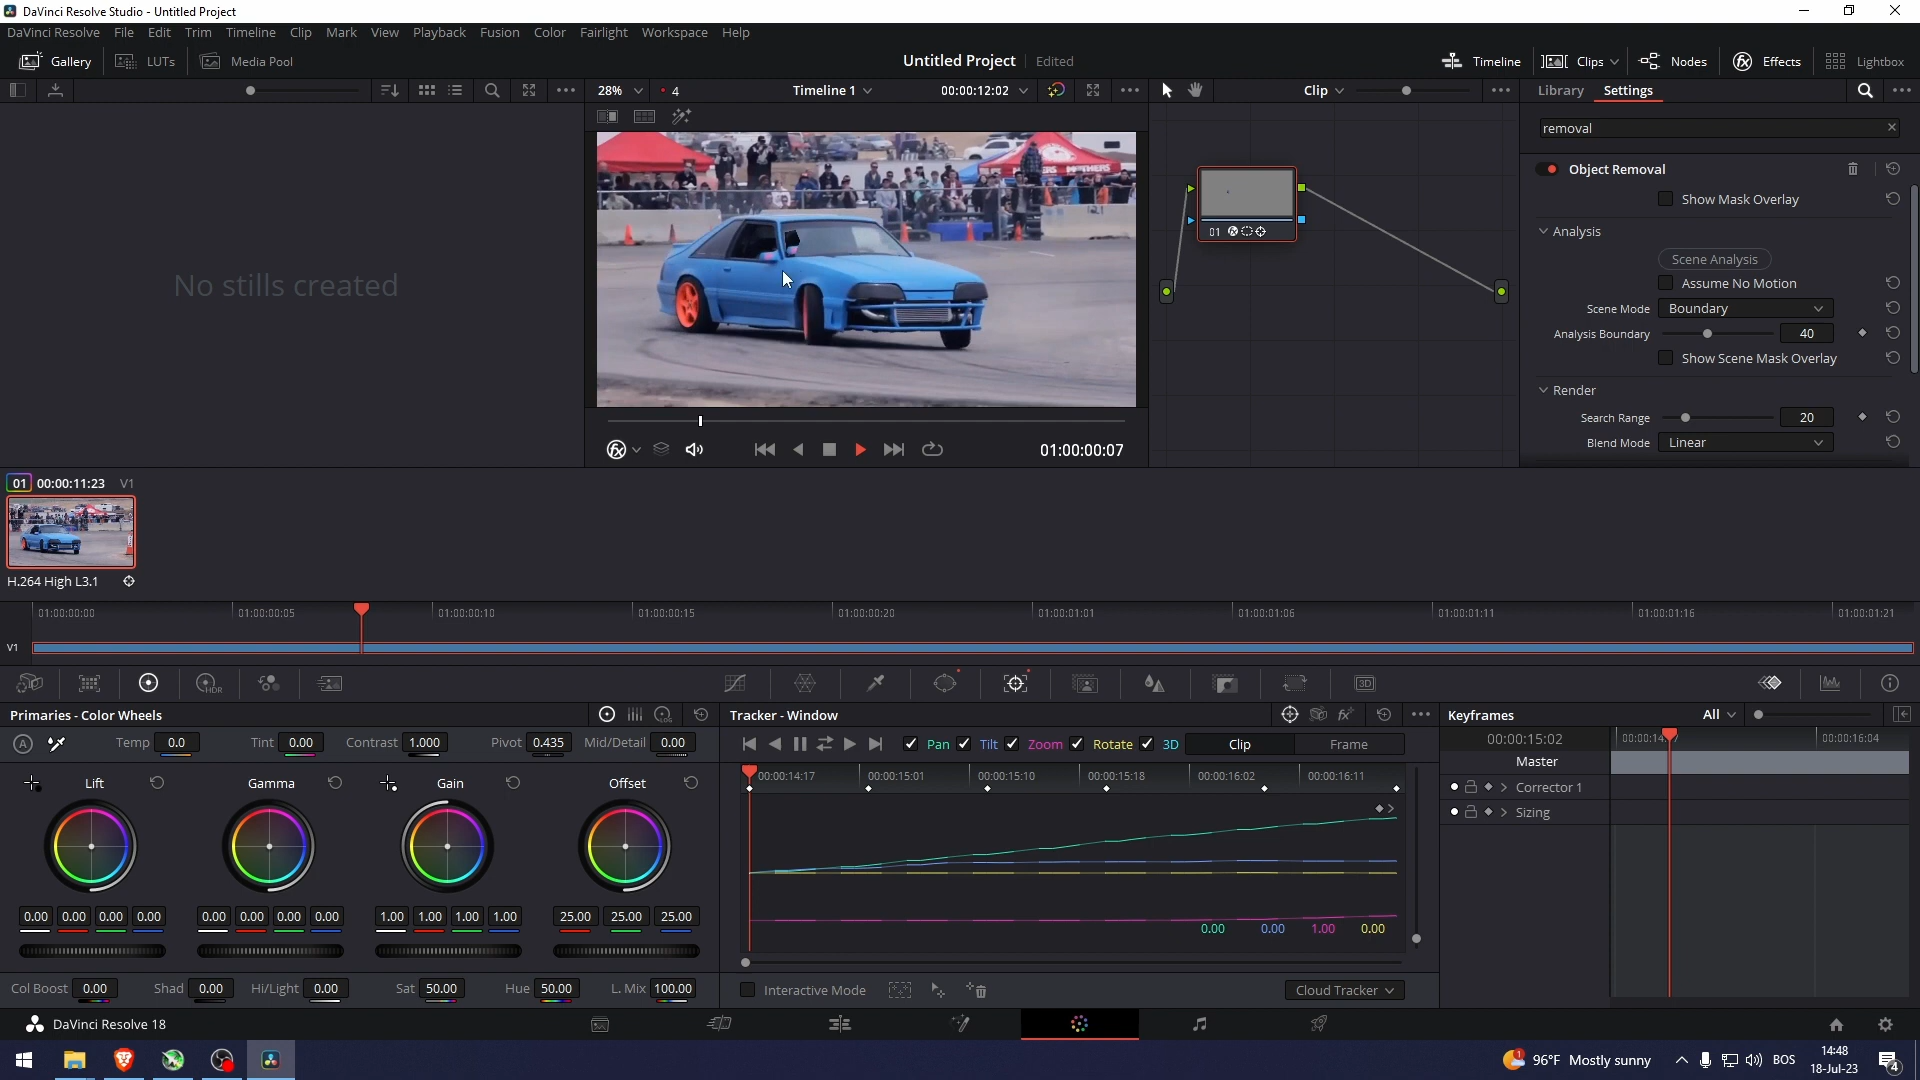 DaVinci Resolve Studio - Untitled Project
DaVinci Resolve File Edit Trim Timeline Clip Mark View Playback Fusion Color Fairlight Workspace Help
Gallery LUTs Media Pool Untitled Project Edited Timeline Clips Nodes Effects Lightbox
28% 4 Timeline 1 00:00:12:02 Clip Library Settings
removal
MOTHERS
Object Removal
Show Mask Overlay
Analysis
Scene Analysis
Assume No Motion
Scene Mode Boundary
Analysis Boundary 40
Show Scene Mask Overlay
Render
Search Range 20
Blend Mode Linear
No stills created
01
01:00:00:07
01 00:00:11:23 V1
H.264 High L3.1
01:00:00:00 01:00:00:05 01:00:00:10 01:00:00:15 01:00:00:20 01:00:01:01 01:00:01:06 01:00:01:11 01:00:01:16 01:00:01:21
V1
HDR 3D
Primaries - Color Wheels LOG Tracker - Window fx Keyframes All
A Temp 0.0 Tint 0.00 Contrast 1.000 Pivot 0.435 Mid/Detail 0.00
Pan Tilt Zoom Rotate 3D Clip Frame
00:00:15:02 00:00:14:17 00:00:16:04
Master
Corrector 1
Sizing
Lift Gamma Gain Offset
00:00:14:17 00:00:15:01 00:00:15:10 00:00:15:18 00:00:16:02 00:00:16:11
0.00 0.00 0.00 0.00 0.00 0.00 0.00 0.00 1.00 1.00 1.00 1.00 25.00 25.00 25.00
0.00 0.00 1.00 0.00
Col Boost 0.00 Shad 0.00 Hi/Light 0.00 Sat 50.00 Hue 50.00 L. Mix 100.00
Interactive Mode Cloud Tracker
DaVinci Resolve 18
1 96°F Mostly sunny BOS 14:48
18-Jul-23 4